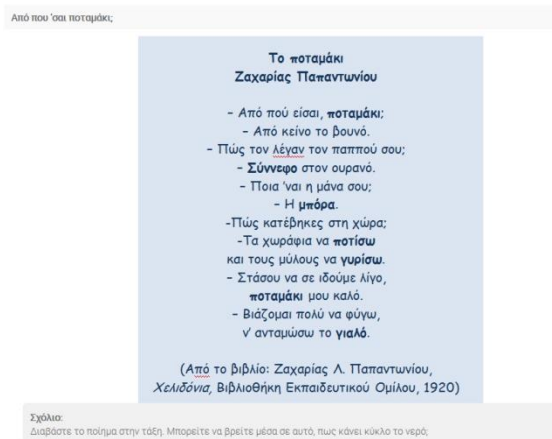 Από που 'σαι ποταμάκι;
Το ποταμάκι
Ζαχαρίας Παπαντωνίου
– Από πού είσαι, ποταμάκι;
– Από κείνο το βουνό.
– Πώς τον λέγαν τον παππού σου;
– Σύννεφο στον ουρανό.
– Ποια 'ναι η μάνα σου;
– Η μπόρα.
-Πώς κατέβηκες στη χώρα;
-Τα χωράφια να ποτίσω
και τους μύλους να γυρίσω.
– Στάσου να σε ιδούμε λίγο,
ποταμάκι μου καλό.
– Βιάζομαι πολύ να φύγω,
ν' ανταμώσω το γιαλό.
(Από το βιβλίο: Ζαχαρίας Λ. Παπαντωνίου,
Χελιδόνια, Βιβλιοθήκη Εκπαιδευτικού Ομίλου, 1920)
Σχόλιο:
Διαβάστε το ποίημα στην τάξη. Μπορείτε να βρείτε μέσα σε αυτό, πως κάνει κύκλο το νερό;